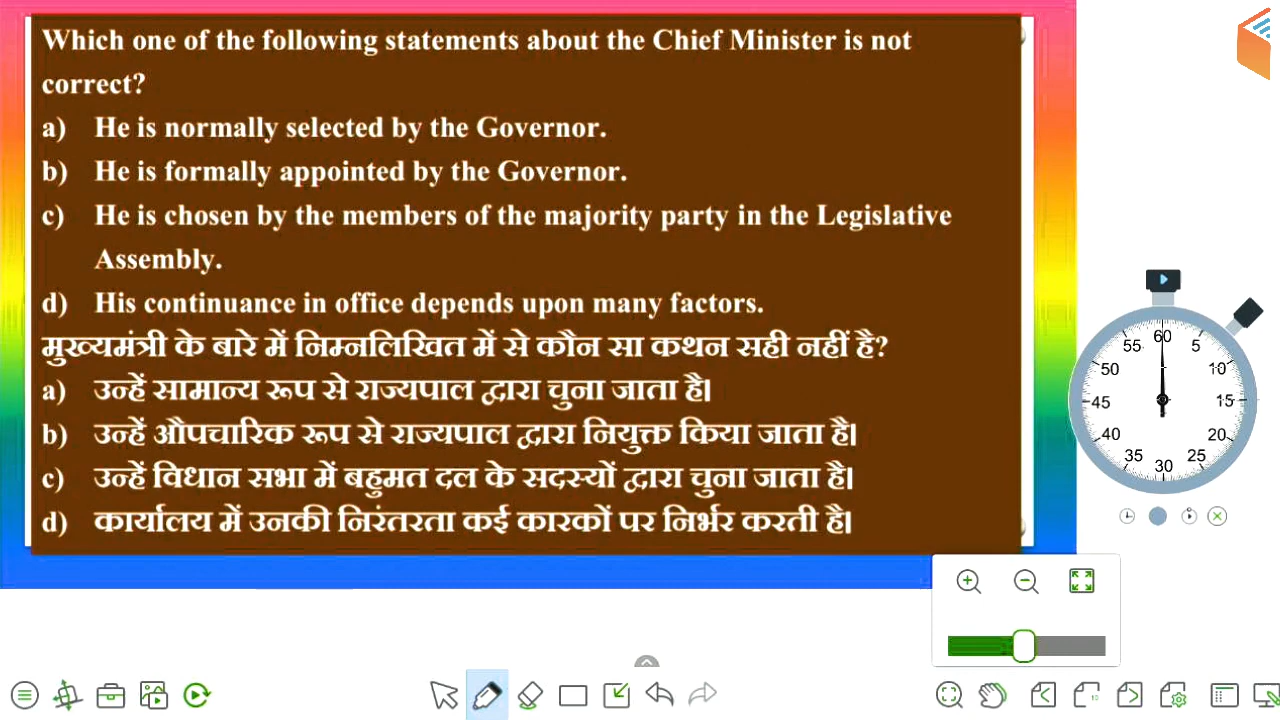 Which one of the following statements about the Chief Minister is not
correct?
a) He is normally selected by the Governor.
b) He is formally appointed by the Governor.
c) He is chosen by the members of the majority party in the Legislative
Assembly.
d) His continuance in office depends upon many factors.
मुख्यमंत्री के बारे में निम्नलिखित में से कौन सा कथन सही नहीं है?
a) उन्हें सामान्य रूप से राज्यपाल द्वारा चुना जाता है।
b) उन्हें औपचारिक रूप से राज्यपाल द्वारा नियुक्त किया जाता है।
c) उन्हें विधान सभा में बहुमत दल के सदस्यों द्वारा चुना जाता है।
d) कार्यालय में उनकी निरंतरता कई कारकों पर निर्भर करती है।
60
55 5
50 10
45 15
40 20
35 25
30
10